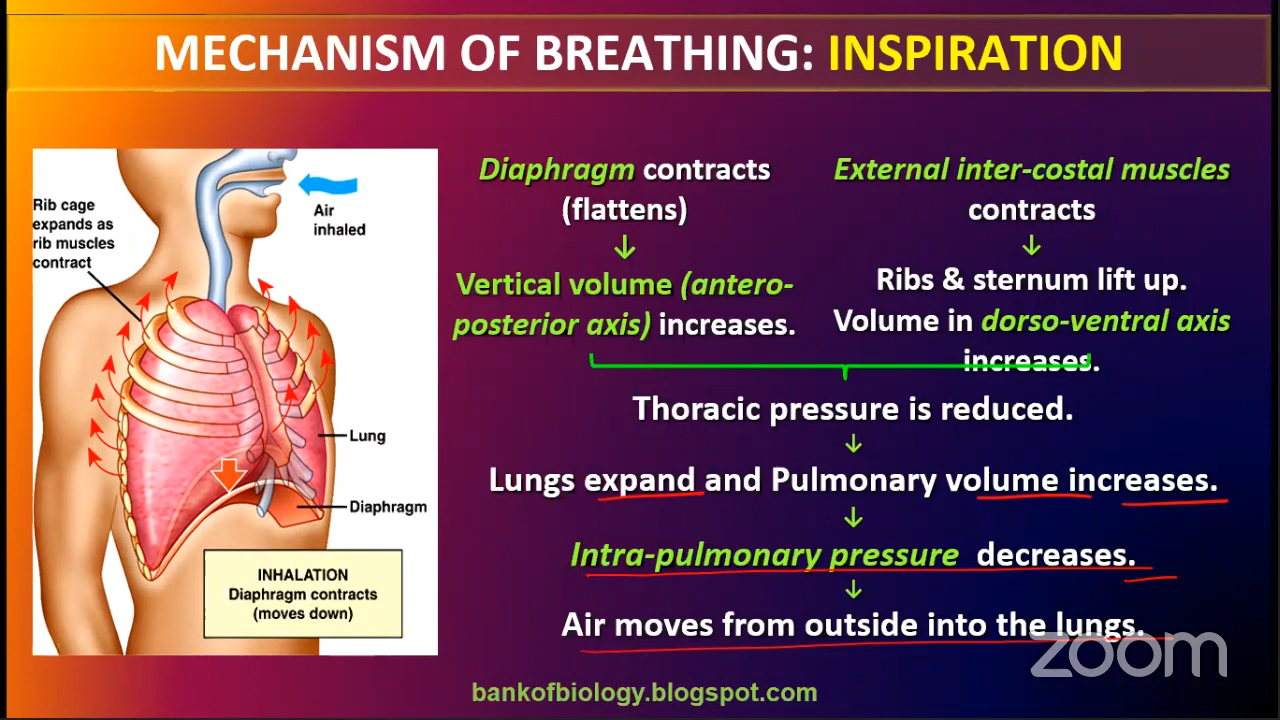 MECHANISM OF BREATHING: INSPIRATION
Rib cage
expands as
rib muscles
contract
Air
inhaled
Lung
Diaphragm
INHALATION
Diaphragm contracts
(moves down)
Diaphragm contracts
(flattens)
↓
Vertical volume (antero-
posterior axis) increases.
External inter-costal muscles
contracts
↓
Ribs & sternum lift up.
Volume in dorso-ventral axis
increases.
Thoracic pressure is reduced.
↓
Lungs expand and Pulmonary volume increases.
↓
Intra-pulmonary pressure decreases.
↓
Air moves from outside into the lungs.
zoom
bankofbiology.blogspot.com